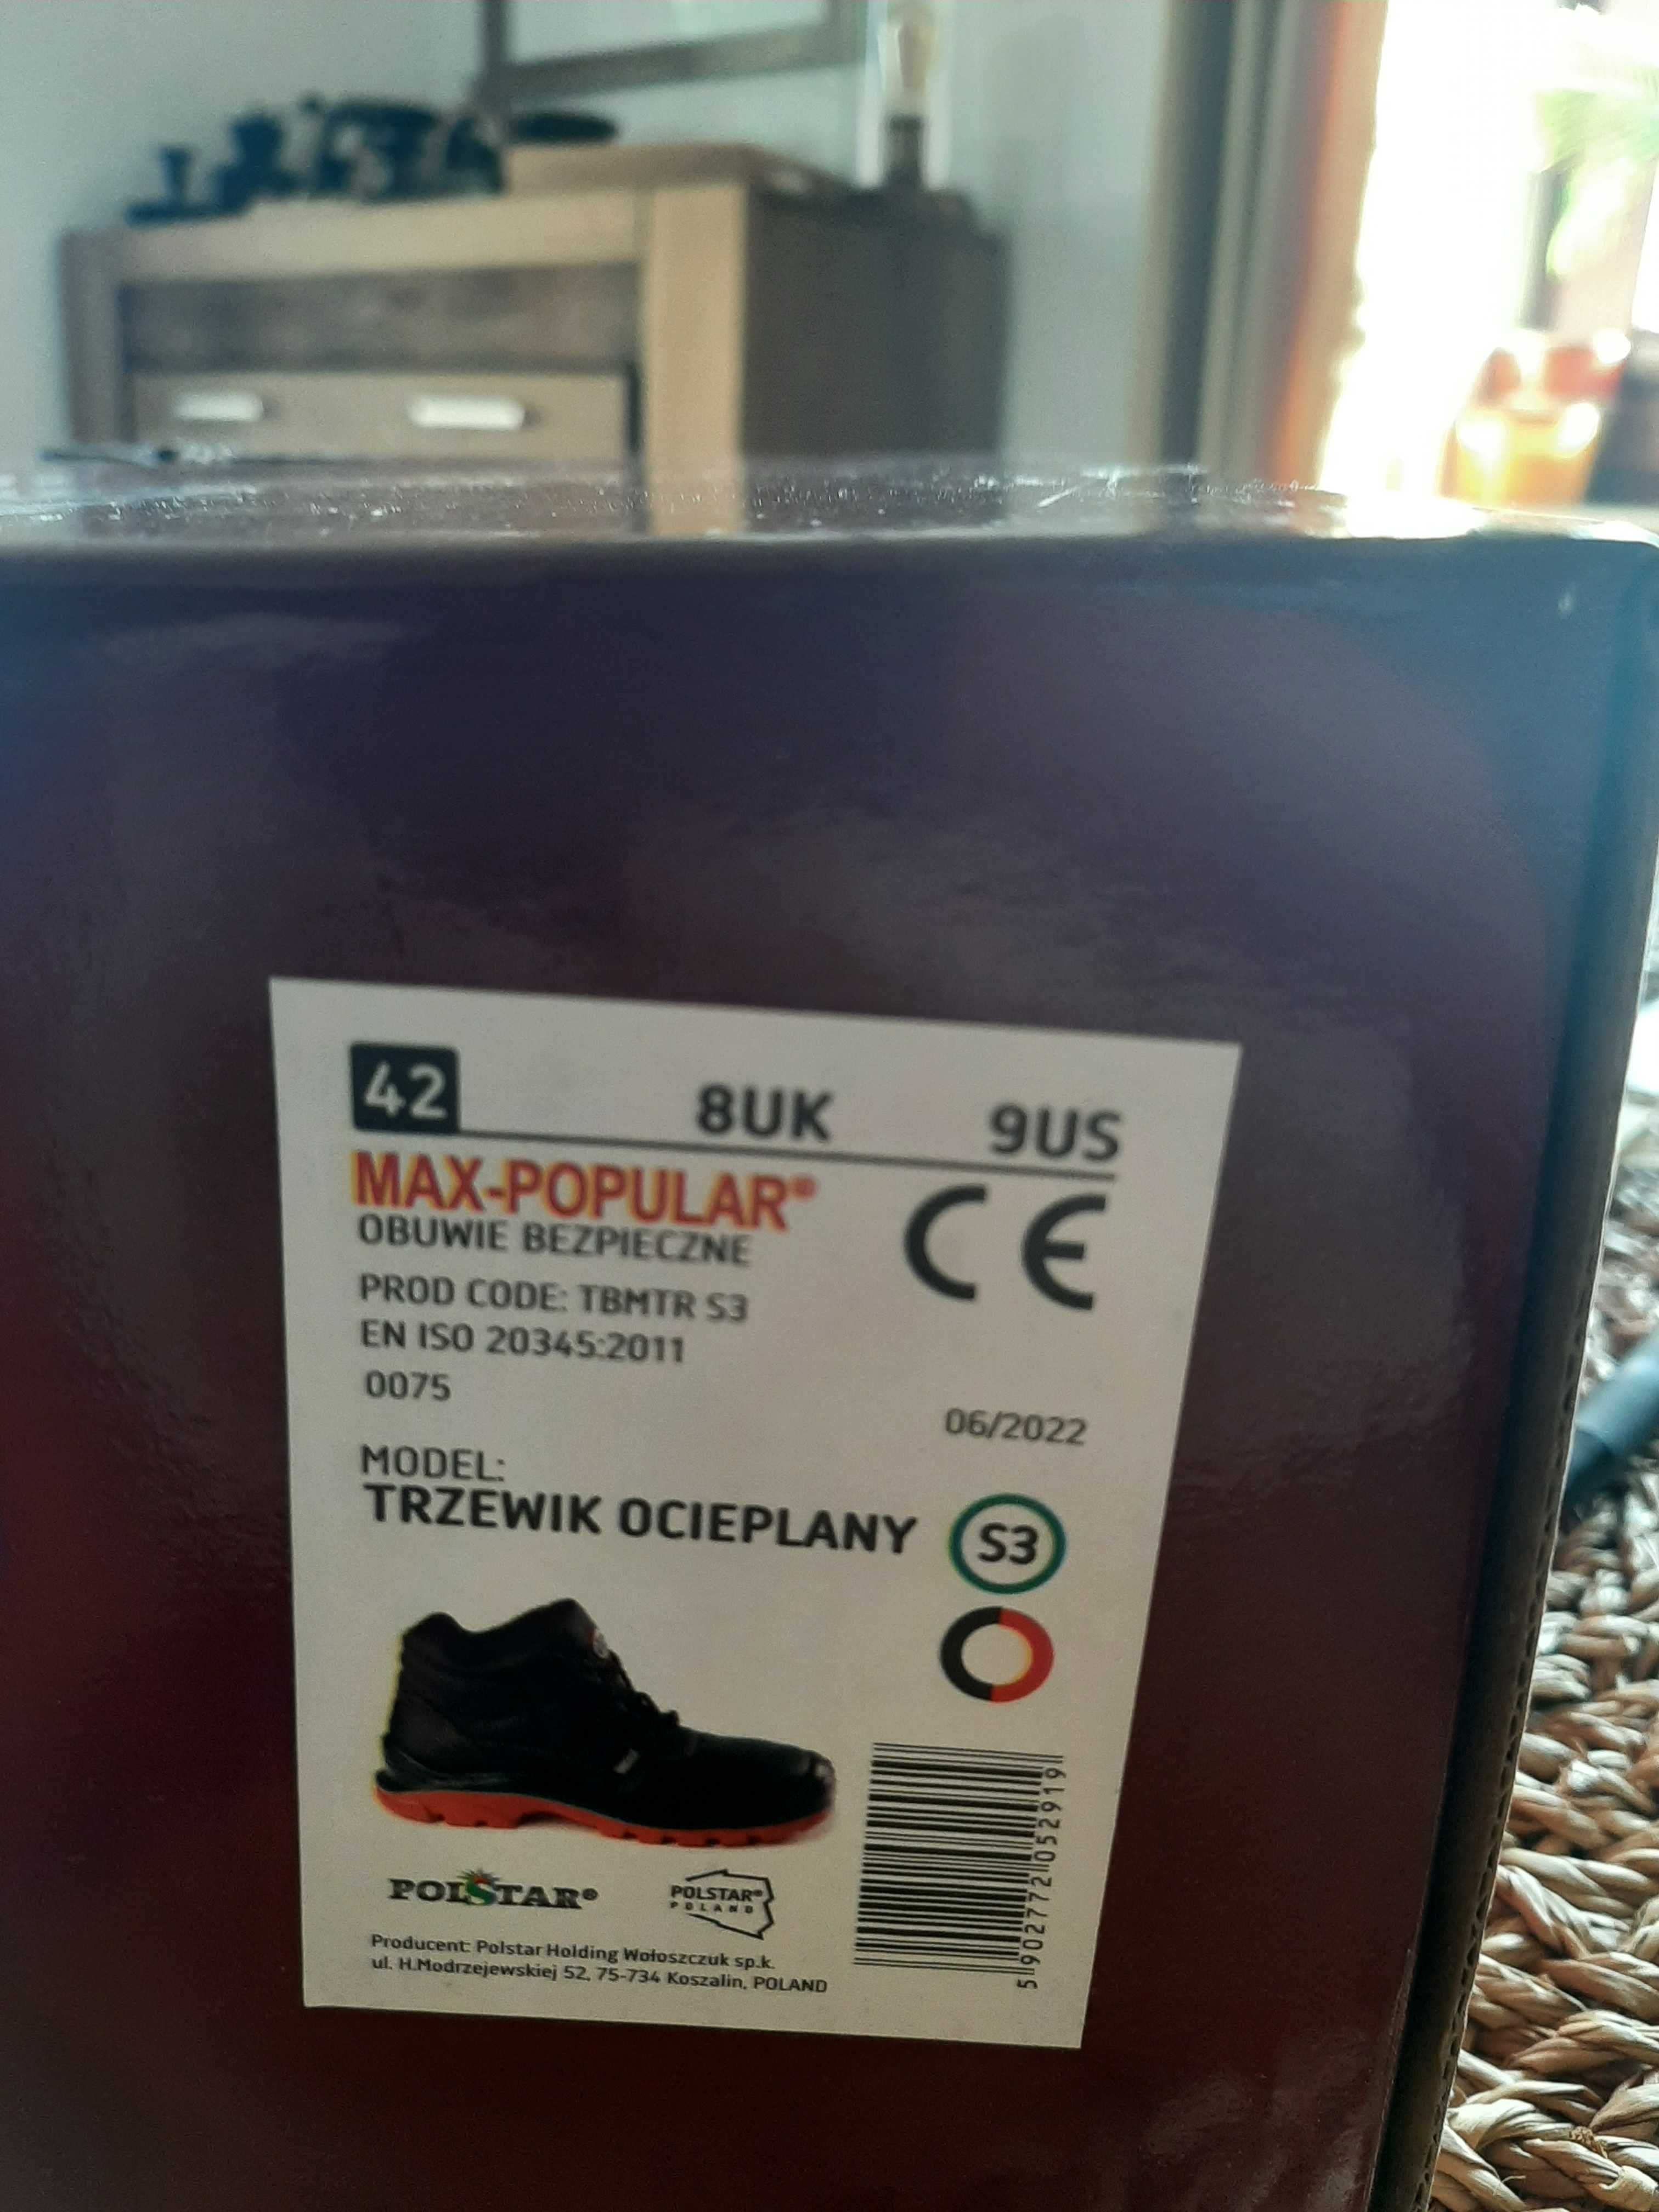 42 8UK 9US
MAX-POPULAR®
OBUWIE BEZPIECZNE
CE
PROD CODE: TBMTR S3
EN ISO 20345:2011
0075
06/2022
MODEL:
TRZEWIK OCIEPLANY S3
POLSTAR®
POLSTAR®
POLAND
5902772052919
Producent: Polstar Holding Wołoszczuk sp.k.
ul. H.Modrzejewskiej 52, 75-734 Koszalin, POLAND